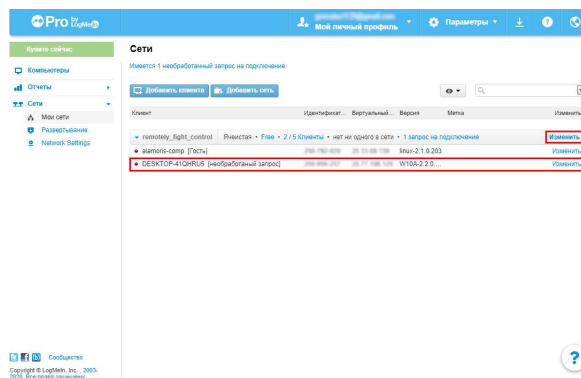 Pro by LogMeIn
Мой личный профиль
Параметры
?
Купите сейчас
Компьютеры
Отчеты
Сети
Мои сети
Развертывание
Network Settings
Сети
Имеется 1 необработанный запрос на подключение.
Добавить клиента
Добавить сеть
Клиент Идентификат... Виртуальный... Версия Метка Изменить
remotely_fight_control Ячеистая • Free • 2 / 5 Клиенты • нет ни одного в сети • 1 запрос на подключение Изменить
elamoris-comp [Гость] linux-2.1.0.203 Изменить
DESKTOP-41QHRU5 [необработаный запрос] W10A-2.2.0.... Изменить
Сообщество
Copyright © LogMeIn, Inc. , 2003-
2020. Все права защищены
?